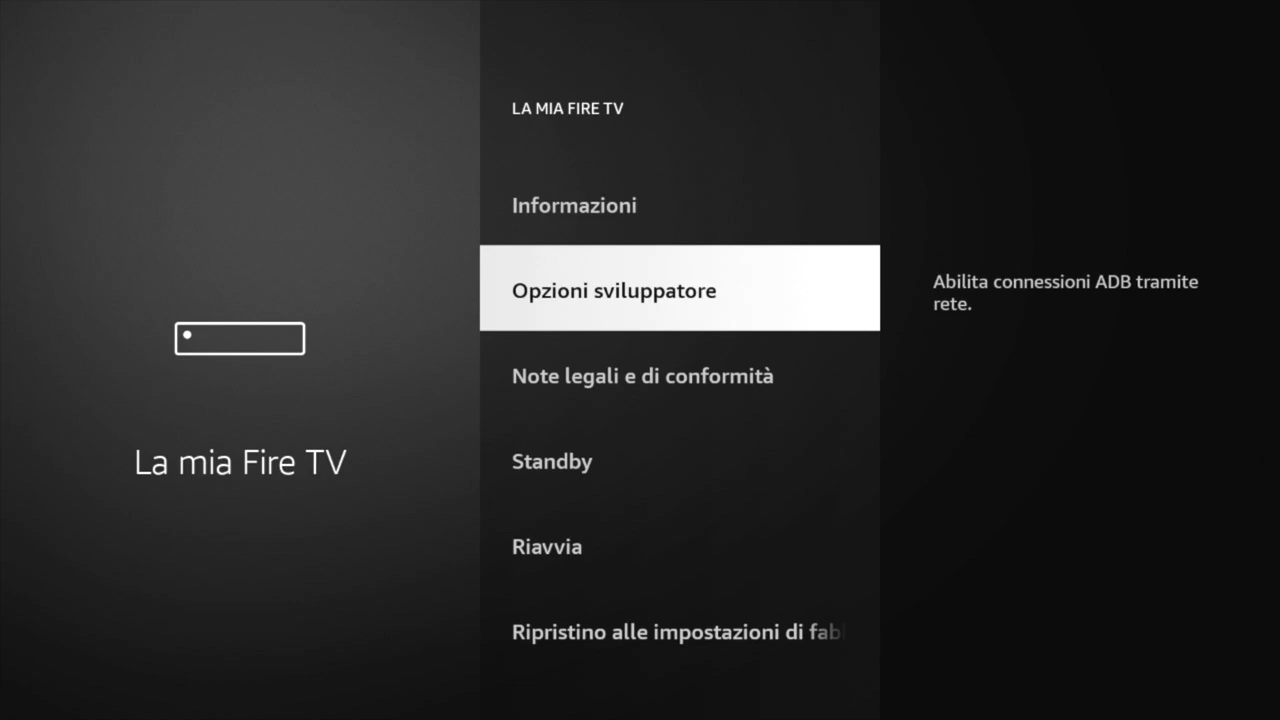 La mia Fire TV
LA MIA FIRE TV
Informazioni
Opzioni sviluppatore
Note legali e di conformità
Standby
Riavvia
Ripristino alle impostazioni di fab
Abilita connessioni ADB tramite
rete.